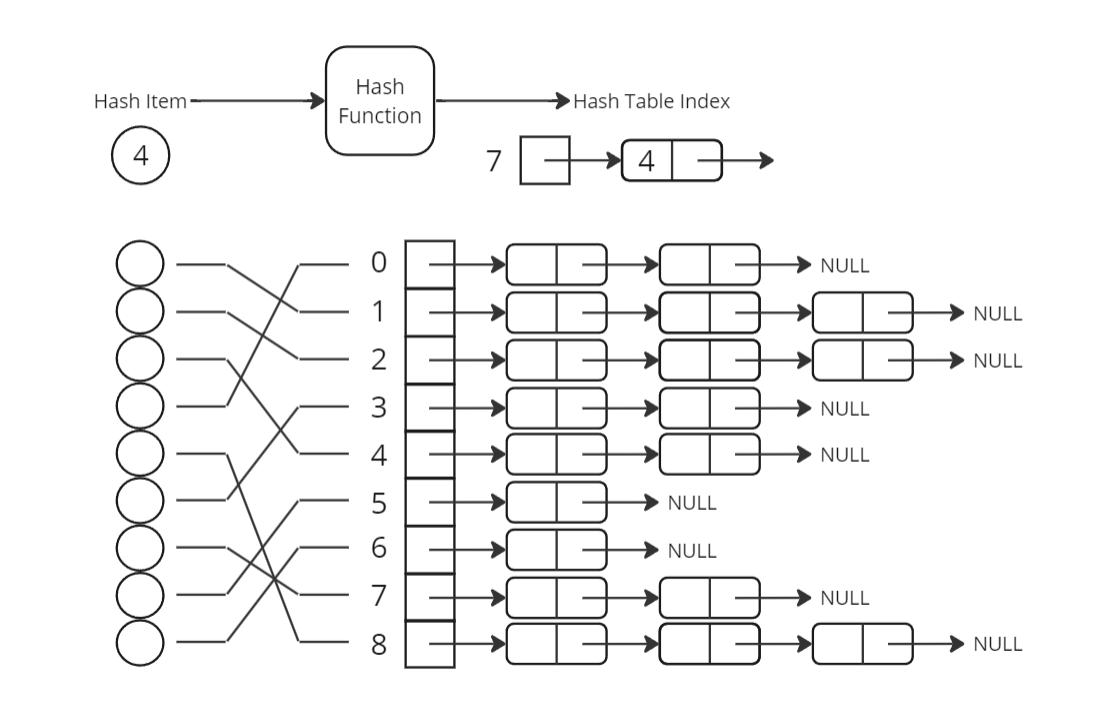 Hash
Function
Hash Item
Hash Table Index
4
7
4
0
NULL
1
NULL
2
NULL
3
NULL
4
NULL
5
NULL
6
NULL
7
NULL
8
NULL